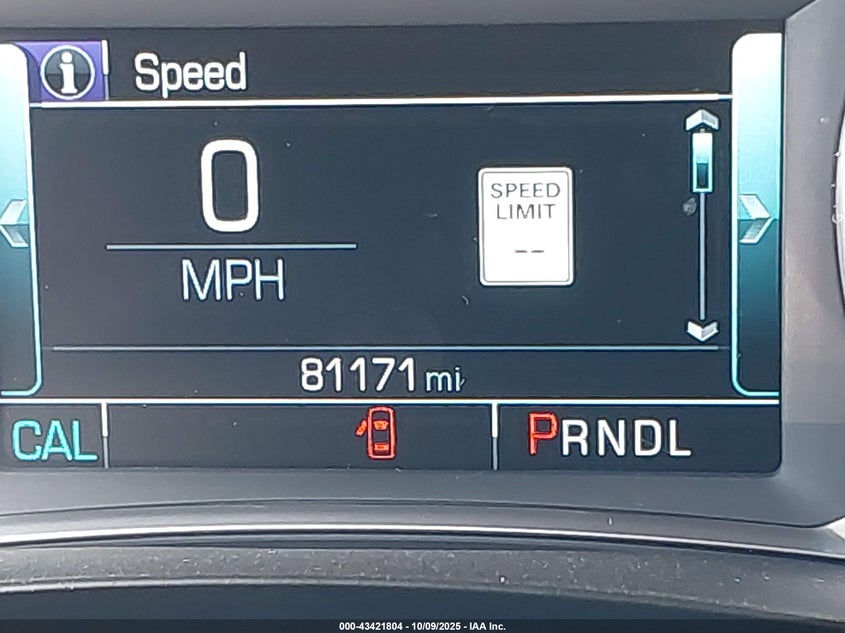 i Speed
0
MPH
SPEED
LIMIT
--
81171 mi
CAL
PRNDL
000-43421804 - 10/09/2025 - IAA Inc.